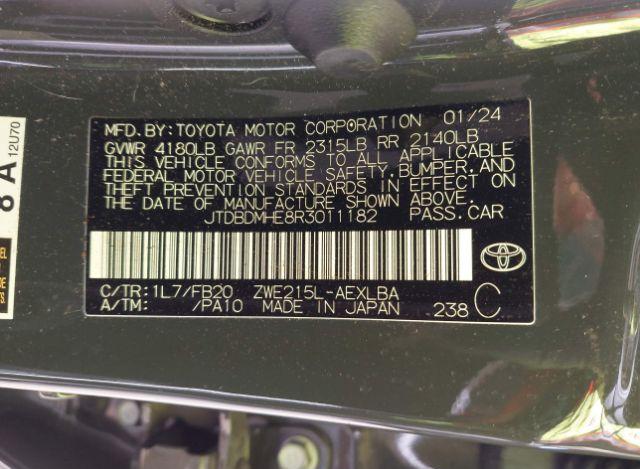 MFD.BY:TOYOTA MOTOR CORPORATION 01/24
GVWR 4180LB GAWR FR 2315LB RR 2140LB
THIS VEHICLE CONFORMS TO ALL APPLICABLE
FEDERAL MOTOR VEHICLE SAFETY,BUMPER,AND
THEFT PREVENTION STANDARDS IN EFFECT ON
THE DATE OF MANUFACTURE SHOWN ABOVE.
JTDBDMHE8R3011182 PASS.CAR
C/TR:1L7/FB20 ZWE215L-AEXLBA
A/TM: /PA10 MADE IN JAPAN 238 C
8 A
12U70